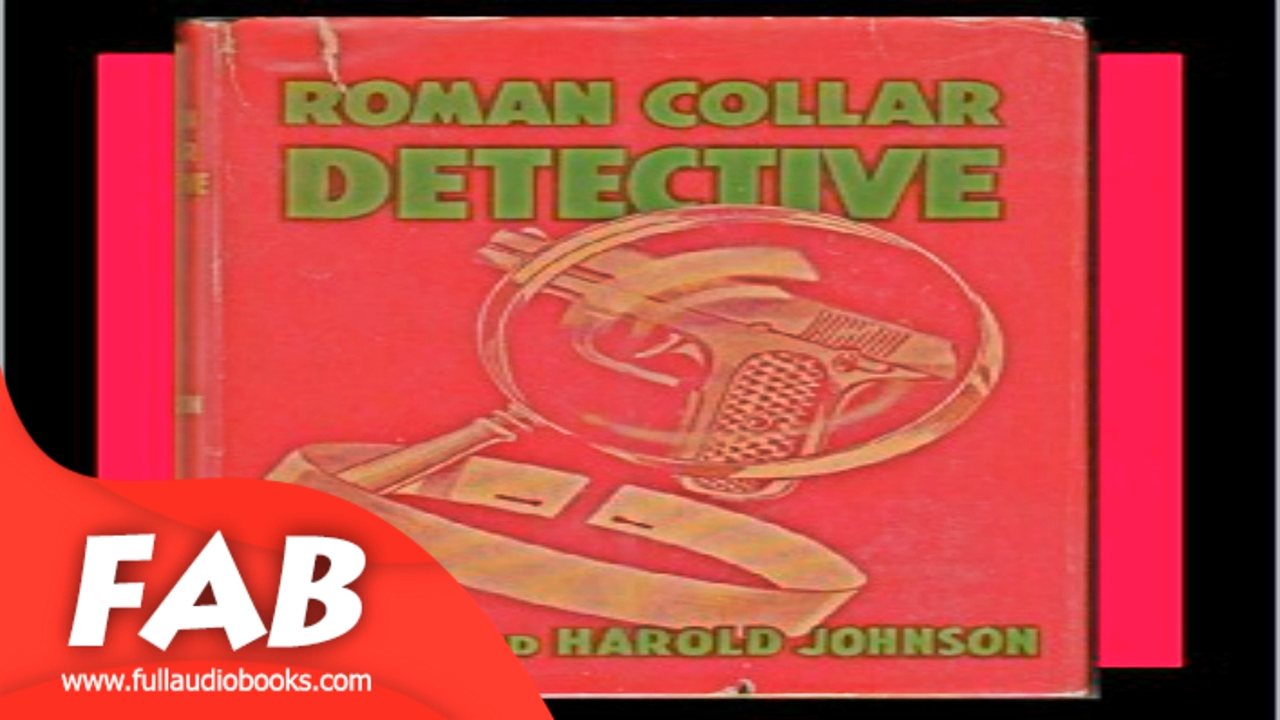 ROMAN COLLAR
DETECTIVE
D HAROLD JOHNSON
FAB
www.fullaudiobooks.com